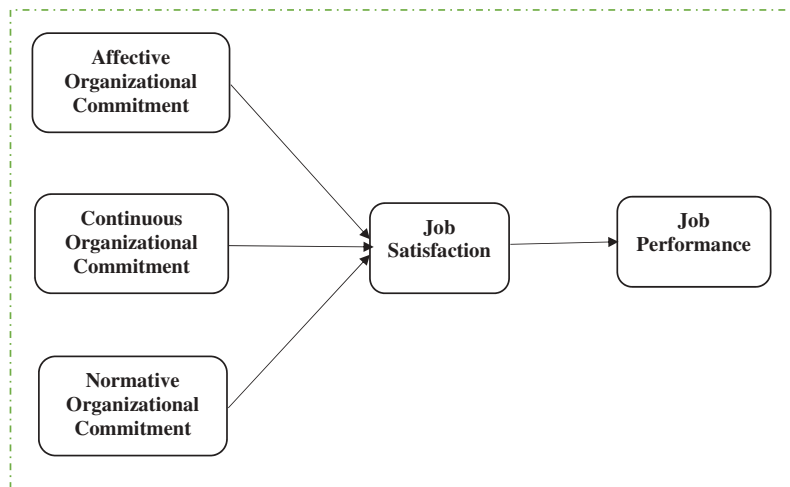 Affective
Organizational
Commitment
Continuous
Organizational
Commitment
Normative
Organizational
Commitment
Job
Satisfaction
Job
Performance